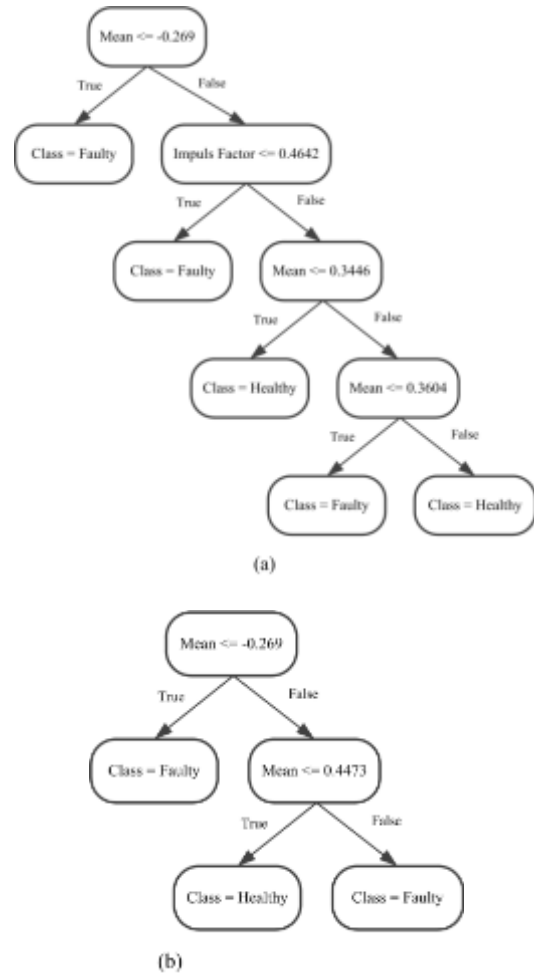 Mean <= -0.269
True
False
Class = Faulty
Impuls Factor <= 0.4642
True
False
Class = Faulty
Mean <= 0.3446
True
False
Class = Healthy
Mean <= 0.3604
True
False
Class = Faulty
Class = Healthy
(a)
Mean <= -0.269
True
False
Class = Faulty
Mean <= 0.4473
True
False
Class = Healthy
Class = Faulty
(b)